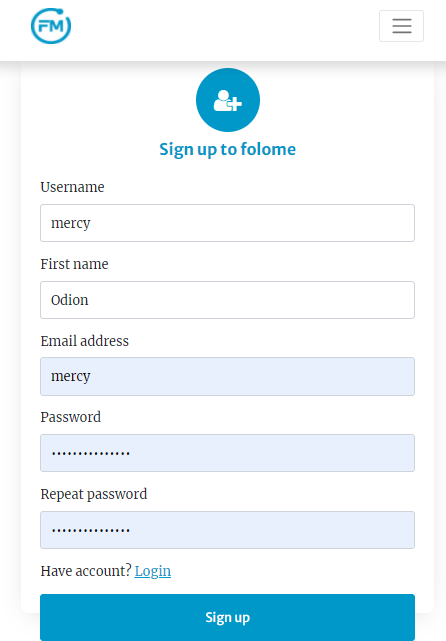 FM
Sign up to folome
Username
mercy
First name
Odion
Email address
mercy
Password
•••••••••••••••
Repeat password
•••••••••••••••
Have account? Login
Sign up